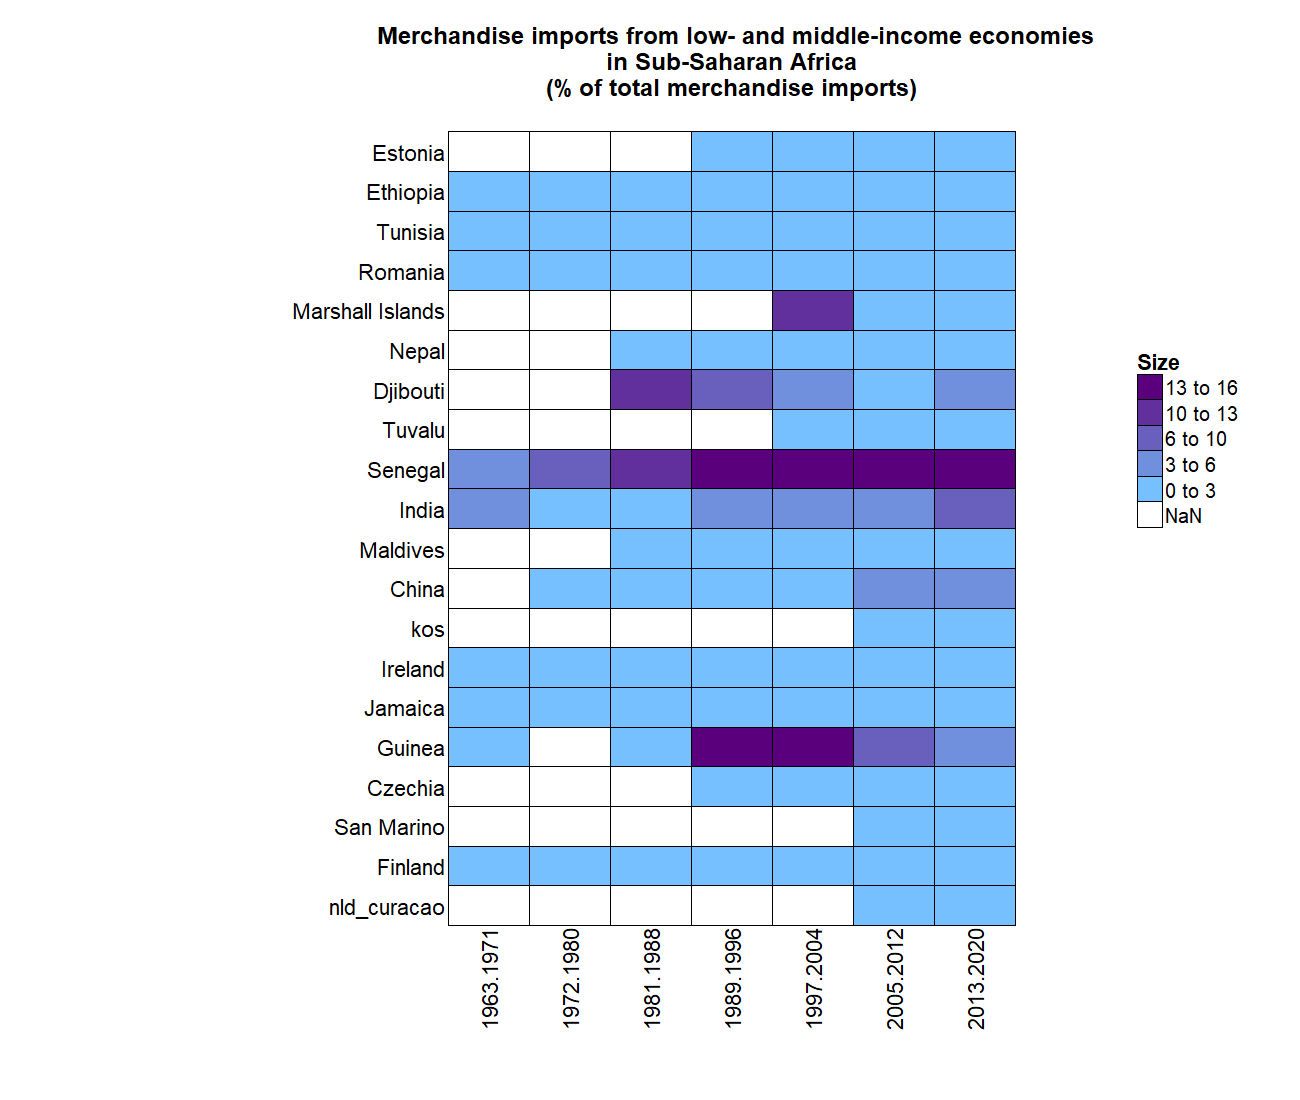 Merchandise imports from low- and middle-income economies
in Sub-Saharan Africa
(% of total merchandise imports)
Estonia
Ethiopia
Tunisia
Romania
Marshall Islands
Nepal
Djibouti
Tuvalu
Senegal
India
Maldives
China
kos
Ireland
Jamaica
Guinea
Czechia
San Marino
Finland
nld_curacao
1963.1971
1972.1980
1981.1988
1989.1996
1997.2004
2005.2012
2013.2020
Size
13 to 16
10 to 13
6 to 10
3 to 6
0 to 3
NaN